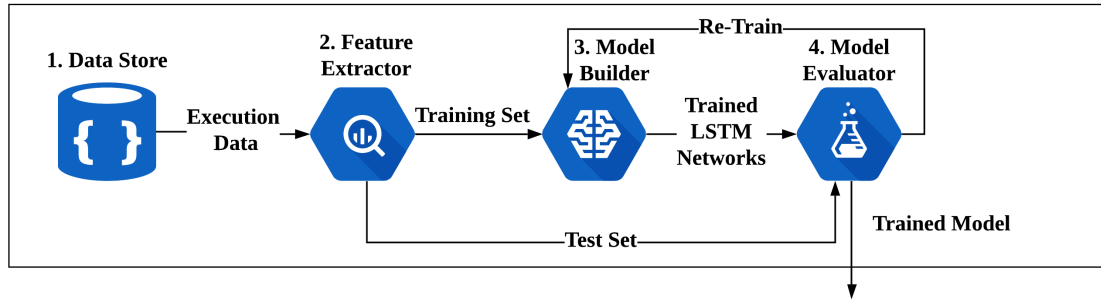 1. Data Store
{ }
Execution
Data
2. Feature
Extractor
Training Set
3. Model
Builder
Trained
LSTM
Networks
4. Model
Evaluator
Re-Train
Test Set
Trained Model